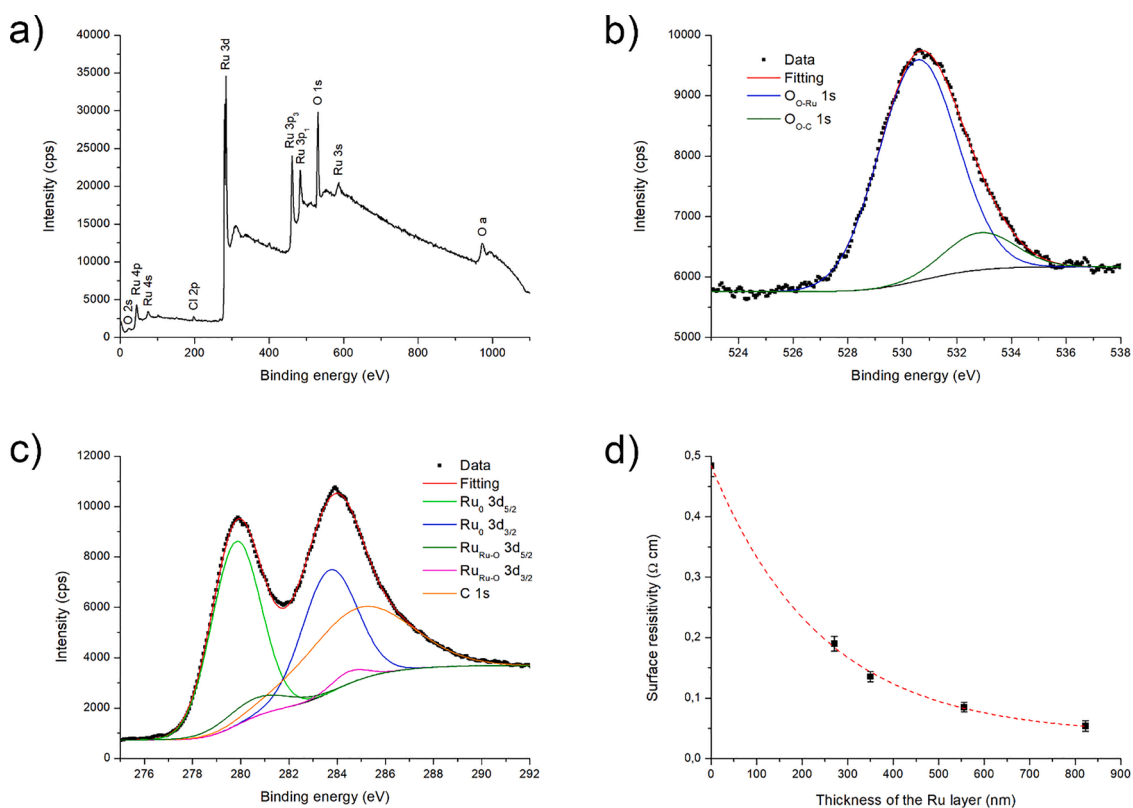 a)
40000
35000
30000
25000
20000
15000
10000
5000
0
Intensity (cps)
O 2s
Ru 4p
Ru 4s
Cl 2p
Ru 3d
Ru 3p3
Ru 3p1
O 1s
Ru 3s
O a
0 200 400 600 800 1000
Binding energy (eV)
b)
10000
9000
8000
7000
6000
5000
Intensity (cps)
Data
Fitting
O O-Ru 1s
O O-C 1s
524 526 528 530 532 534 536 538
Binding energy (eV)
c)
12000
10000
8000
6000
4000
2000
0
Intensity (cps)
Data
Fitting
Ru0 3d5/2
Ru0 3d3/2
RuRu-O 3d5/2
RuRu-O 3d3/2
C 1s
276 278 280 282 284 286 288 290 292
Binding energy (eV)
d)
0,5
0,4
0,3
0,2
0,1
0,0
Surface resistivity (Ω cm)
0 100 200 300 400 500 600 700 800 900
Thickness of the Ru layer (nm)